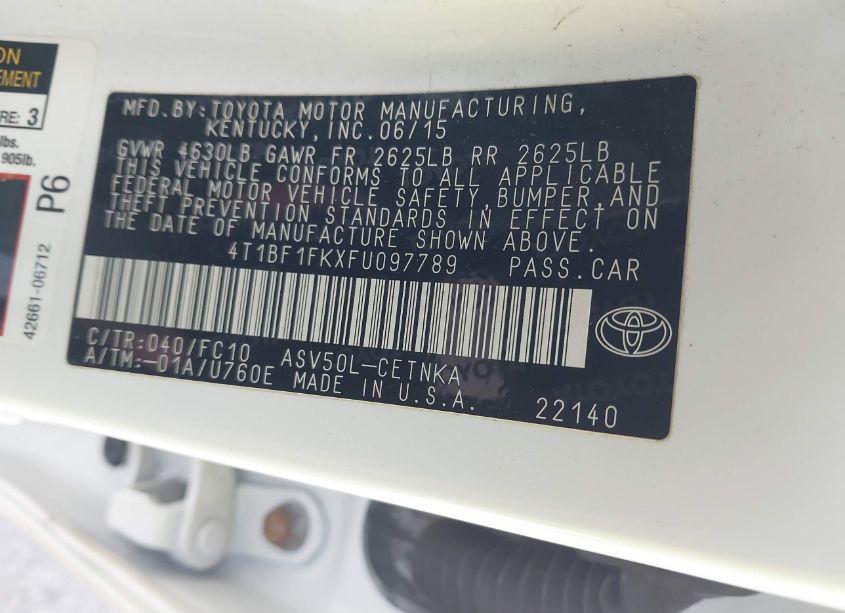 ON
EMENT
RE: 3
lbs.
905lb.
P6
42661-06712
MFD.BY:TOYOTA MOTOR MANUFACTURING,
KENTUCKY,INC.06/15
GVWR 4630LB GAWR FR 2625LB RR 2625LB
THIS VEHICLE CONFORMS TO ALL APPLICABLE
FEDERAL MOTOR VEHICLE SAFETY,BUMPER,AND
THEFT PREVENTION STANDARDS IN EFFECT ON
THE DATE OF MANUFACTURE SHOWN ABOVE.
4T1BF1FKXFU097789 PASS.CAR
C/TR:040/FC10 ASV50L-CETNKA
A/TM:-01A/U760E MADE IN U.S.A.
22140